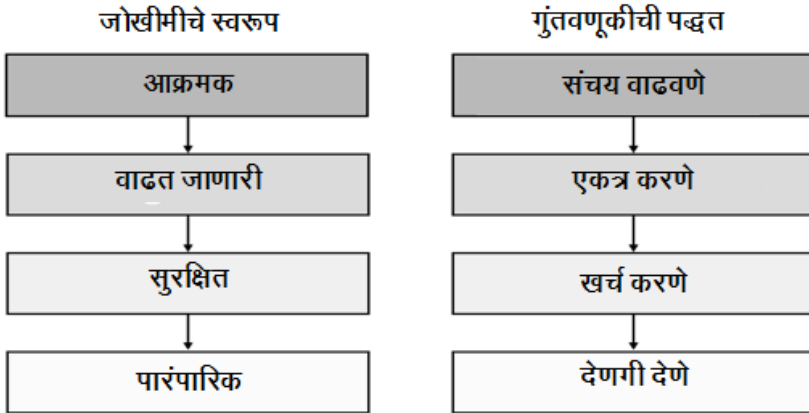 जोखीमीचे स्वरूप
आक्रमक
वाढत जाणारी
सुरक्षित
पारंपारिक
गुंतवणूकीची पद्धत
संचय वाढवणे
एकत्र करणे
खर्च करणे
देणगी देणे